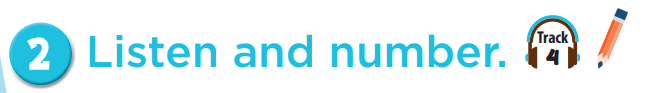 2 Listen and number. Track 4